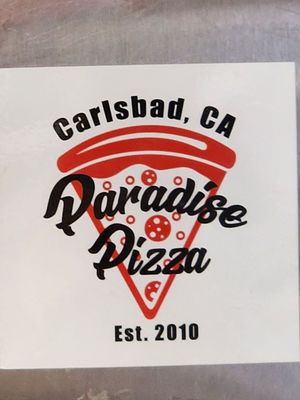 Carlsbad, CA
Paradise
Pizza
Est. 2010